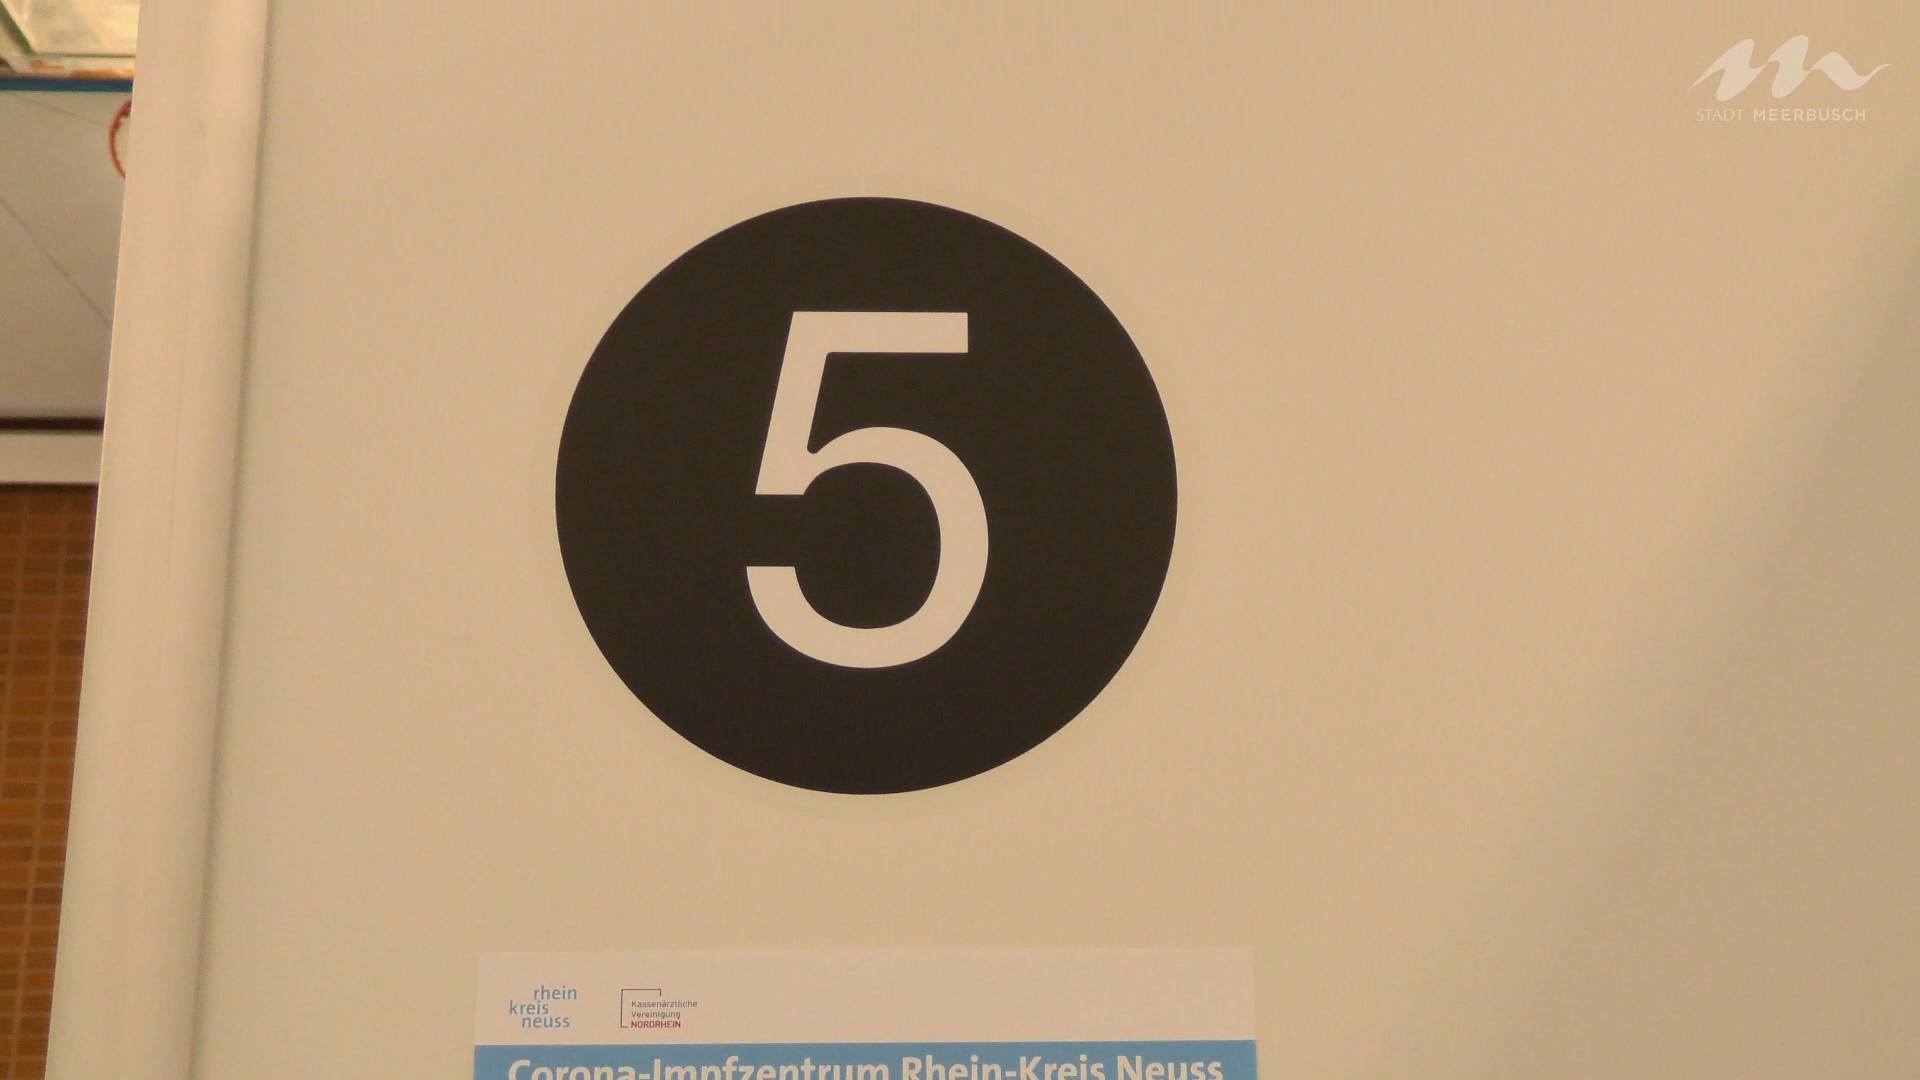 STADT MEERBUSCH
5
rhein
kreis
neuss
Kassenärztliche
Vereinigung
NORDRHEIN
Corona-Impfzentrum Rhein-Kreis Neuss